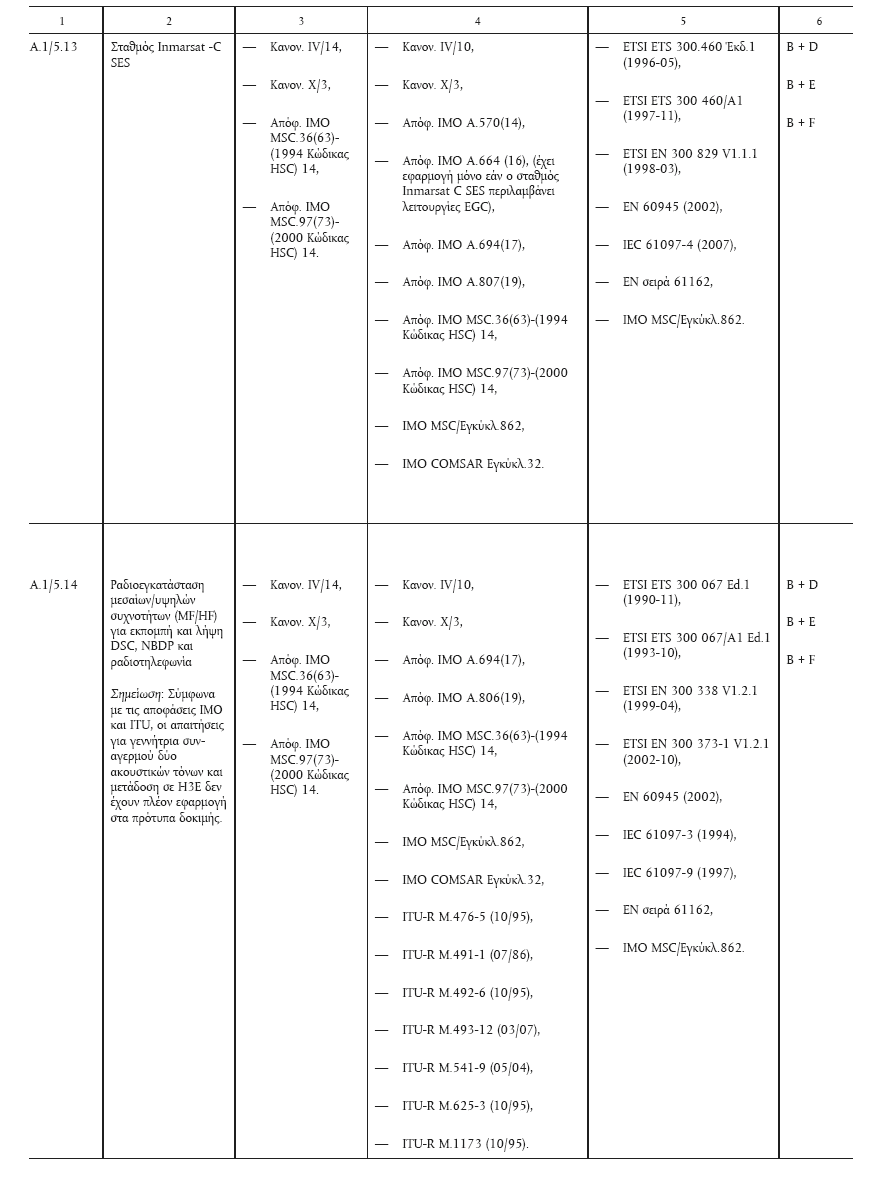 1 2 3 4 5 6
A.1/5.13
Σταθμός Inmarsat -C
SES
— Κανον. IV/14,
— Κανον. X/3,
— Απόφ. IMO
MSC.36(63)-
(1994 Κώδικας
HSC) 14,
— Απόφ. IMO
MSC.97(73)-
(2000 Κώδικας
HSC) 14.
— Κανον. IV/10,
— Κανον. X/3,
— Απόφ. IMO A.570(14),
— Απόφ. IMO A.664 (16), (έχει
εφαρμογή μόνο εάν ο σταθμός
Inmarsat C SES περιλαμβάνει
λειτουργίες EGC),
— Απόφ. IMO A.694(17),
— Απόφ. IMO A.807(19),
— Απόφ. IMO MSC.36(63)-(1994
Κώδικας HSC) 14,
— Απόφ. IMO MSC.97(73)-(2000
Κώδικας HSC) 14,
— IMO MSC/Εγκύκλ.862,
— IMO COMSAR Εγκύκλ.32.
— ETSI ETS 300.460 Έκδ.1
(1996-05),
— ETSI ETS 300 460/A1
(1997-11),
— ETSI EN 300 829 V1.1.1
(1998-03),
— EN 60945 (2002),
— IEC 61097-4 (2007),
— EN σειρά 61162,
— IMO MSC/Εγκύκλ.862.
B + D
B + E
B + F
A.1/5.14
Ραδιοεγκατάσταση
μεσαίων/υψηλών
συχνοτήτων (MF/HF)
για εκπομπή και λήψη
DSC, NBDP και
ραδιοτηλεφωνία
Σημείωση: Σύμφωνα
με τις αποφάσεις IMO
και ITU, οι απαιτήσεις
για γεννήτρια συν-
αγερμού δύο
ακουστικών τόνων και
μετάδοση σε H3E δεν
έχουν πλέον εφαρμογή
στα πρότυπα δοκιμής.
— Κανον. IV/14,
— Κανον. X/3,
— Απόφ. IMO
MSC.36(63)-
(1994 Κώδικας
HSC) 14,
— Απόφ. IMO
MSC.97(73)-
(2000 Κώδικας
HSC) 14.
— Κανον. IV/10,
— Κανον. X/3,
— Απόφ. IMO A.694(17),
— Απόφ. IMO A.806(19),
— Απόφ. IMO MSC.36(63)-(1994
Κώδικας HSC) 14,
— Απόφ. IMO MSC.97(73)-(2000
Κώδικας HSC) 14,
— IMO MSC/Εγκύκλ.862,
— IMO COMSAR Εγκύκλ.32,
— ITU-R M.476-5 (10/95),
— ITU-R M.491-1 (07/86),
— ITU-R M.492-6 (10/95),
— ITU-R M.493-12 (03/07),
— ITU-R M.541-9 (05/04),
— ITU-R M.625-3 (10/95),
— ITU-R M.1173 (10/95).
— ETSI ETS 300 067 Ed.1
(1990-11),
— ETSI ETS 300 067/A1 Ed.1
(1993-10),
— ETSI EN 300 338 V1.2.1
(1999-04),
— ETSI EN 300 373-1 V1.2.1
(2002-10),
— EN 60945 (2002),
— IEC 61097-3 (1994),
— IEC 61097-9 (1997),
— EN σειρά 61162,
— IMO MSC/Εγκύκλ.862.
B + D
B + E
B + F